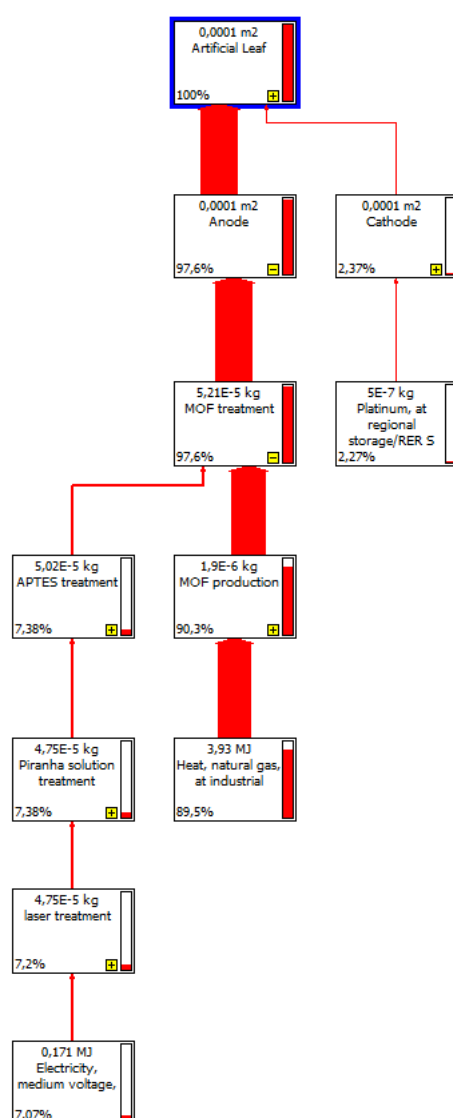 0,0001 m2
Artificial Leaf
100%
0,0001 m2
Anode
97,6%
0,0001 m2
Cathode
2,37%
5,21E-5 kg
MOF treatment
97,6%
5E-7 kg
Platinum, at
regional
storage/RER S
2,27%
5,02E-5 kg
APTES treatment
7,38%
1,9E-6 kg
MOF production
90,3%
4,75E-5 kg
Piranha solution
treatment
7,38%
3,93 MJ
Heat, natural gas,
at industrial
89,5%
4,75E-5 kg
laser treatment
7,2%
0,171 MJ
Electricity,
medium voltage,
7,07%